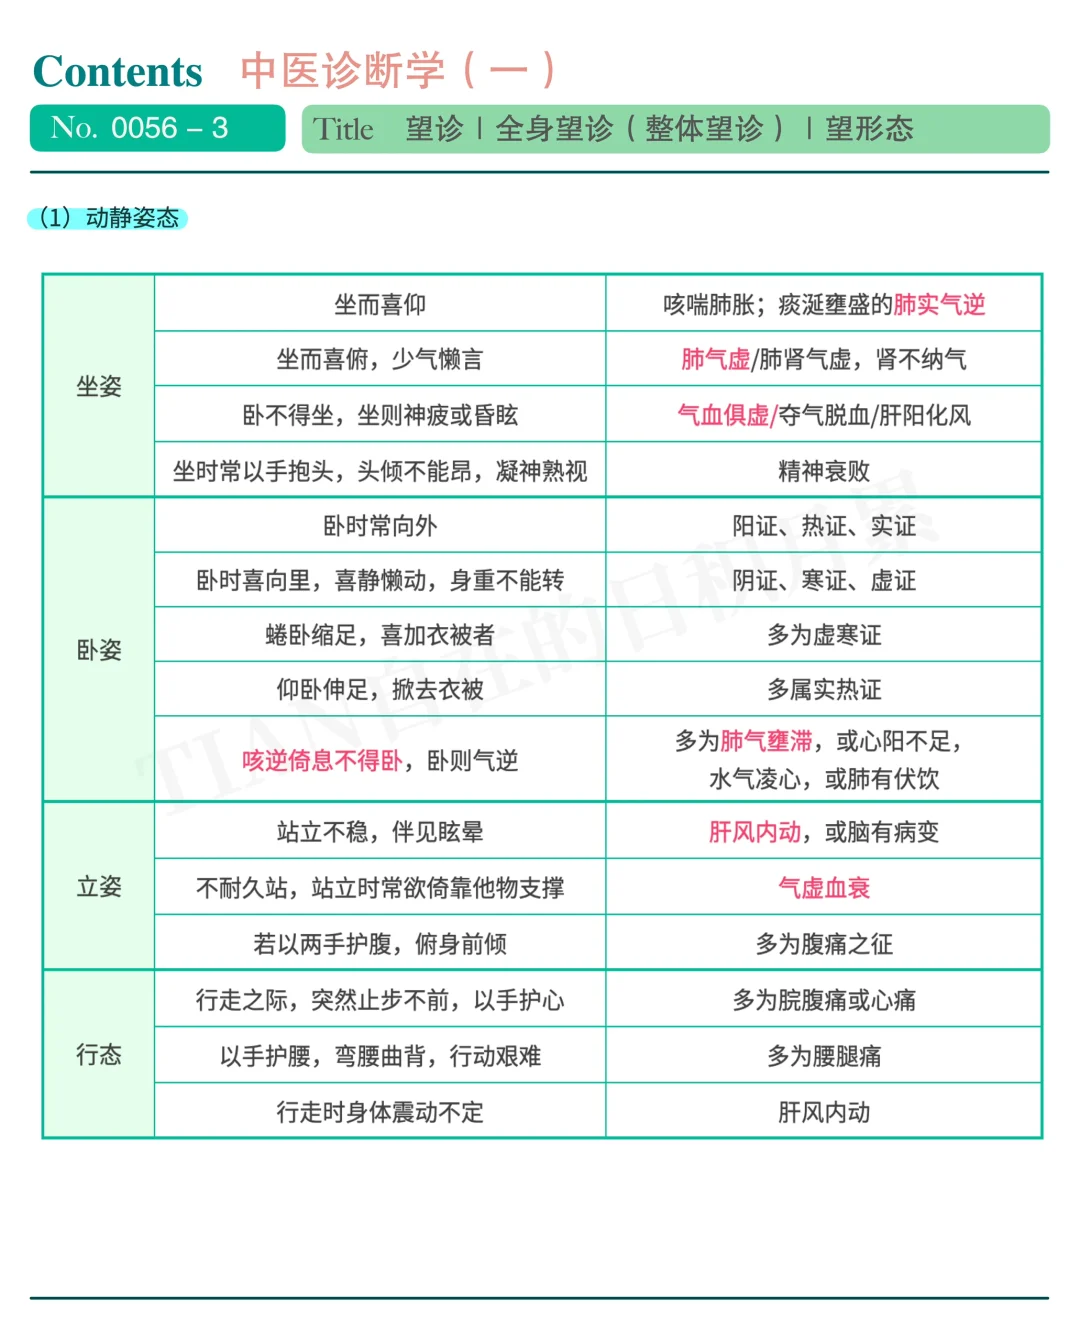 Contents 中医诊断学（一）
No. 0056 – 3 Title 望诊 | 全身望诊（整体望诊）| 望形态
（1）动静姿态
坐姿
坐而喜仰 咳喘肺胀；痰涎壅盛的肺实气逆
坐而喜俯，少气懒言 肺气虚/肺肾气虚，肾不纳气
卧不得坐，坐则神疲或昏眩 气血俱虚/夺气脱血/肝阳化风
坐时常以手抱头，头倾不能昂，凝神熟视 精神衰败
卧姿
卧时常向外 阳证、热证、实证
卧时喜向里，喜静懒动，身重不能转 阴证、寒证、虚证
蜷卧缩足，喜加衣被者 多为虚寒证
仰卧伸足，掀去衣被 多属实热证
咳逆倚息不得卧，卧则气逆 多为肺气壅滞，或心阳不足，
水气凌心，或肺有伏饮
立姿
站立不稳，伴见眩晕 肝风内动，或脑有病变
不耐久站，站立时常欲倚靠他物支撑 气虚血衰
若以两手护腹，俯身前倾 多为腹痛之征
行态
行走之际，突然止步不前，以手护心 多为脘腹痛或心痛
以手护腰，弯腰曲背，行动艰难 多为腰腿痛
行走时身体震动不定 肝风内动
TIAN自在的日积月累